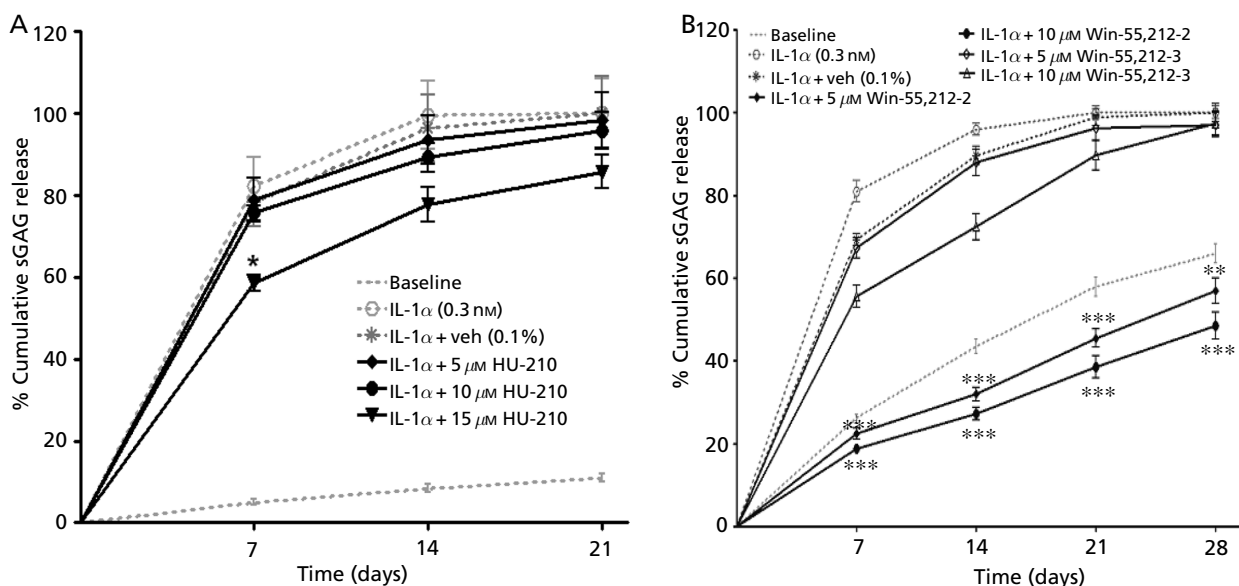 A
120
100
80
60
40
20
0
% Cumulative sGAG release
*
Baseline
IL-1α (0.3 nM)
IL-1α + veh (0.1%)
IL-1α + 5 μM HU-210
IL-1α + 10 μM HU-210
IL-1α + 15 μM HU-210
7 14 21
Time (days)
B
120
100
80
60
40
20
0
% Cumulative sGAG release
Baseline
IL-1α (0.3 nM)
IL-1α + veh (0.1%)
IL-1α + 5 μM Win-55,212-2
IL-1α + 10 μM Win-55,212-2
IL-1α + 5 μM Win-55,212-3
IL-1α + 10 μM Win-55,212-3
**
***
***
***
***
***
***
***
7 14 21 28
Time (days)